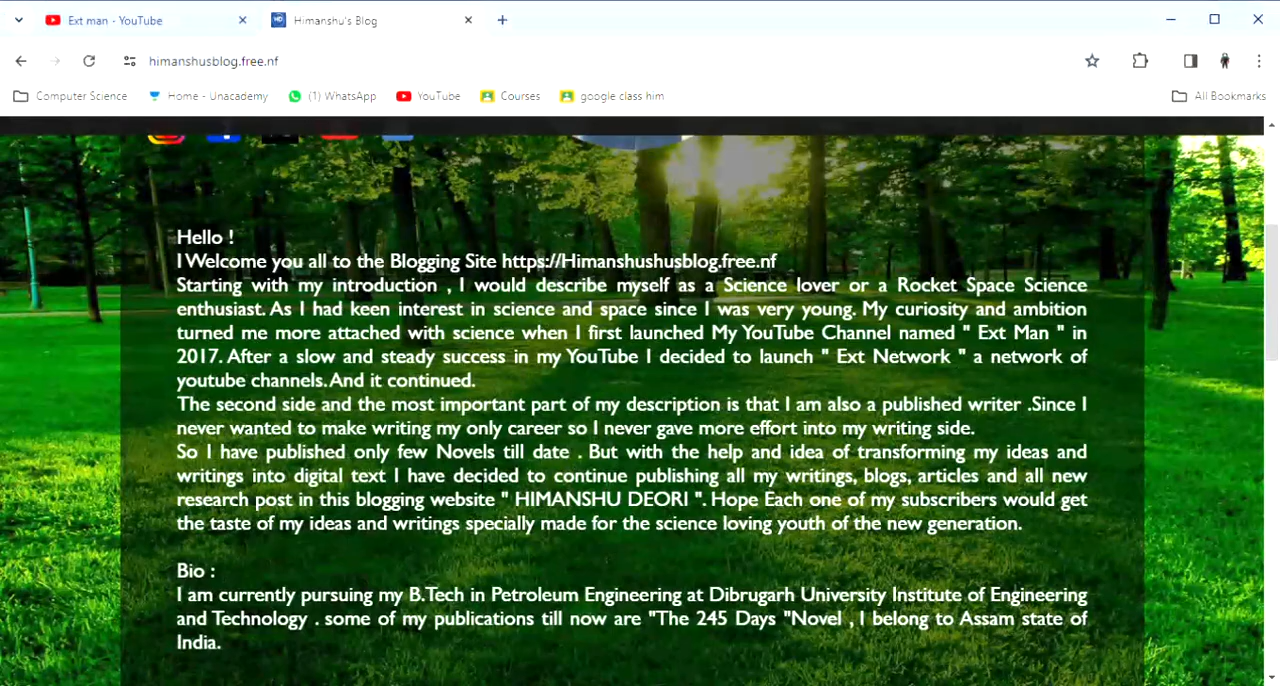 Ext man - YouTube
Himanshu's Blog
himanshusblog.free.nf
Computer Science
Home - Unacademy
(1) WhatsApp
YouTube
Courses
google class him
All Bookmarks
Hello !
I Welcome you all to the Blogging Site https://Himanshushusblog.free.nf
Starting with my introduction , I would describe myself as a Science lover or a Rocket Space Science
enthusiast. As I had keen interest in science and space since I was very young. My curiosity and ambition
turned me more attached with science when I first launched My YouTube Channel named " Ext Man " in
2017. After a slow and steady success in my YouTube I decided to launch " Ext Network " a network of
youtube channels. And it continued.
The second side and the most important part of my description is that I am also a published writer .Since I
never wanted to make writing my only career so I never gave more effort into my writing side.
So I have published only few Novels till date . But with the help and idea of transforming my ideas and
writings into digital text I have decided to continue publishing all my writings, blogs, articles and all new
research post in this blogging website " HIMANSHU DEORI ". Hope Each one of my subscribers would get
the taste of my ideas and writings specially made for the science loving youth of the new generation.
Bio :
I am currently pursuing my B.Tech in Petroleum Engineering at Dibrugarh University Institute of Engineering
and Technology . some of my publications till now are "The 245 Days "Novel , I belong to Assam state of
India.